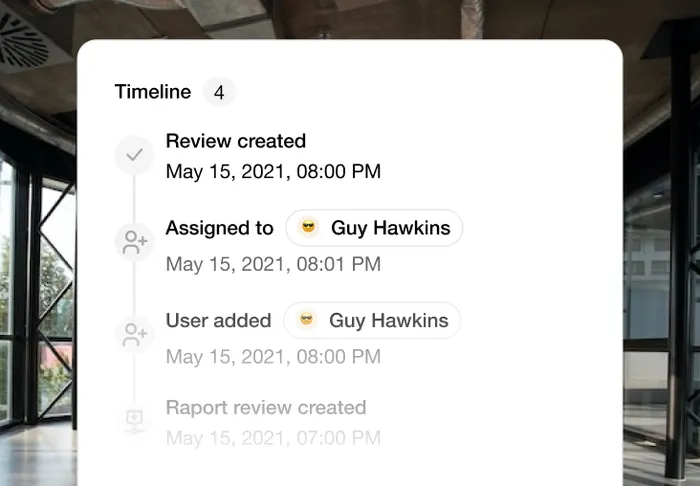 Timeline 4
Review created
May 15, 2021, 08:00 PM
Assigned to Guy Hawkins
May 15, 2021, 08:01 PM
User added Guy Hawkins
May 15, 2021, 08:00 PM
Raport review created
May 15, 2021, 07:00 PM